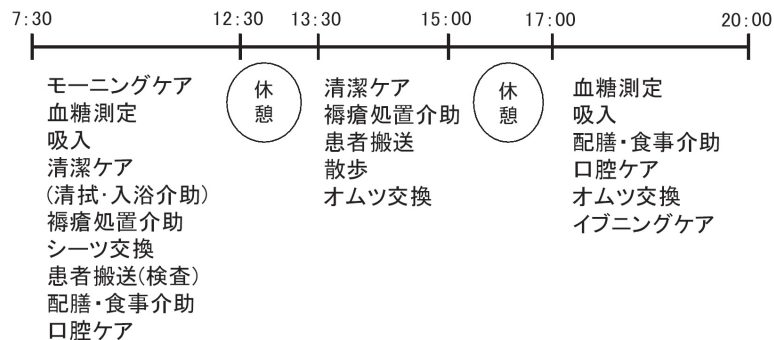 7:30 12:30 13:30 15:00 17:00 20:00
モーニングケア
血糖測定
吸入
清潔ケア
(清拭･入浴介助)
褥瘡処置介助
シーツ交換
患者搬送(検査)
配膳・食事介助
口腔ケア
休
憩
清潔ケア
褥瘡処置介助
患者搬送
散歩
オムツ交換
休
憩
血糖測定
吸入
配膳・食事介助
口腔ケア
オムツ交換
イブニングケア